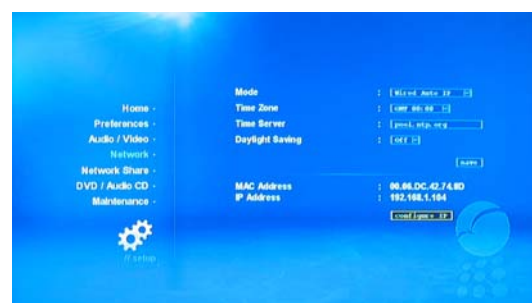 Home -
Preferences -
Audio / Video -
Network -
Network Share -
DVD / Audio CD -
Maintenance -
// setup
Mode : [Wired Auto IP]
Time Zone : [GMT 00:00]
Time Server : [pool.ntp.org]
Daylight Saving : [off]
[save]
MAC Address : 00.06.DC.42.74.8D
IP Address : 192.168.1.104
[configure IP]